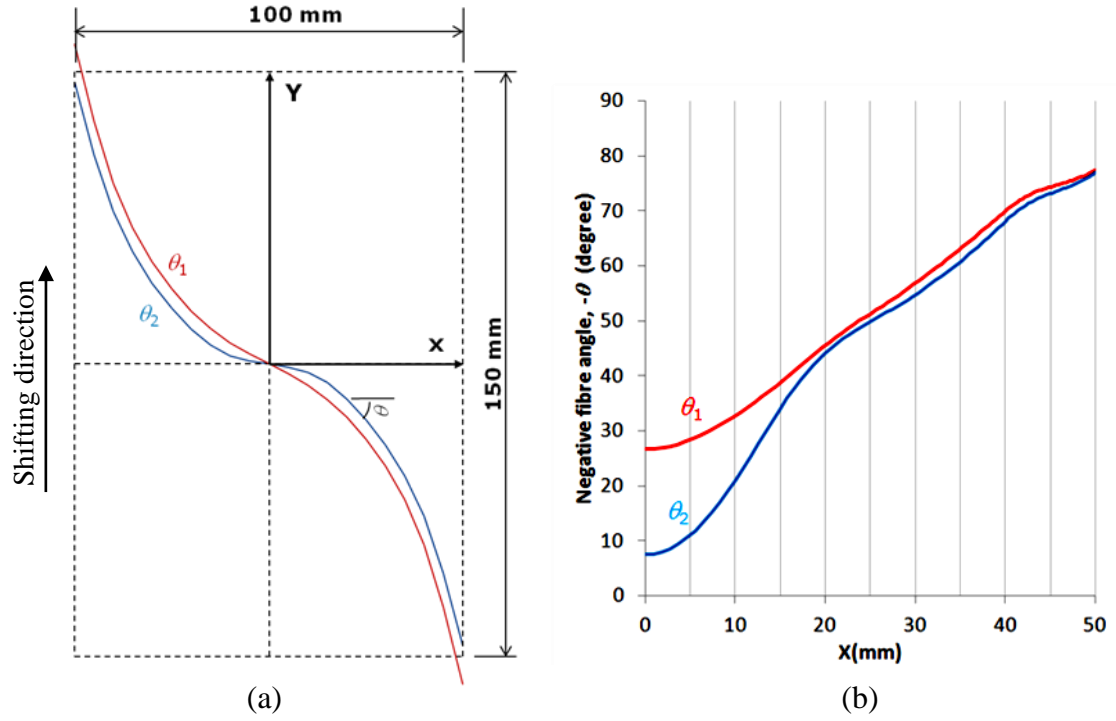 100 mm
Y
θ1
θ2
X
θ
150 mm
Shifting direction
(a)
90
80
70
60
50
40
30
20
10
0
Negative fibre angle, -θ (degree)
θ1
θ2
0 10 20 30 40 50
X(mm)
(b)